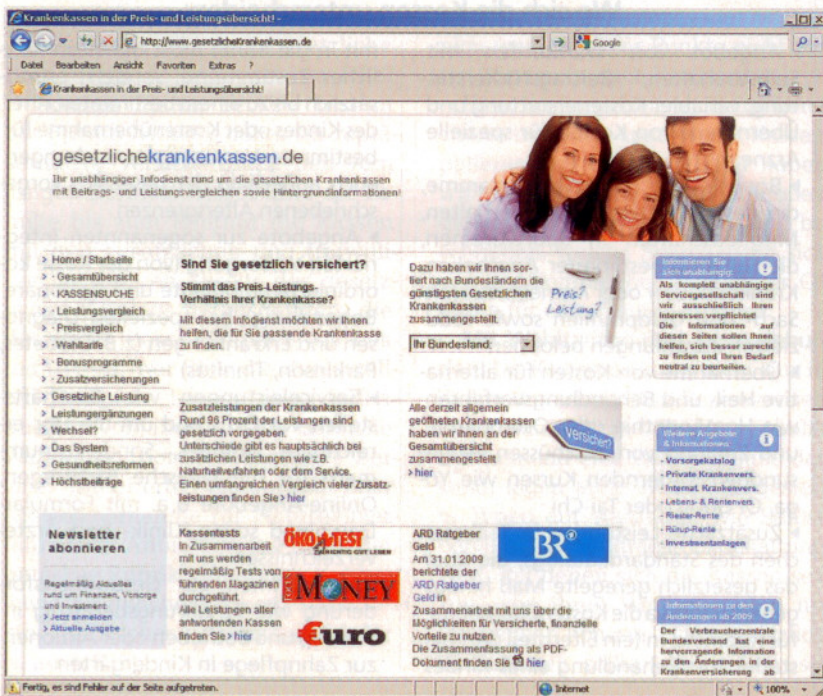 Krankenkassen in der Preis- und Leistungsübersicht! -
http://www.gesetzlichekrankenkassen.de
Google
Datei Bearbeiten Ansicht Favoriten Extras ?
Krankenkassen in der Preis- und Leistungsübersicht!
gesetzlichekrankenkassen.de
Ihr unabhängiger Infodienst rund um die gesetzlichen Krankenkassen
mit Beitrags- und Leistungsvergleichen sowie Hintergrundinformationen!
> Home / Startseite
> - Gesamtübersicht
> - KASSENSUCHE
> - Leistungsvergleich
> - Preisvergleich
> - Wahltarife
> - Bonusprogramme
> - Zusatzversicherungen
> Gesetzliche Leistung
> Leistungergänzungen
> Wechsel?
> Das System
> Gesundheitsreformen
> Höchstbeiträge
Sind Sie gesetzlich versichert?
Stimmt das Preis-Leistungs-
Verhältnis Ihrer Krankenkasse?
Mit diesem Infodienst möchten wir Ihnen
helfen, die für Sie passende Krankenkasse
zu finden.
Dazu haben wir Ihnen sor-
tiert nach Bundesländern die
günstigsten Gesetzlichen
Krankenkassen
zusammengestellt.
Ihr Bundesland:
Preis?
Leistung?
Informieren Sie
sich unabhängig:
Als komplett unabhängige
Servicegesellschaft sind
wir ausschließlich Ihren
Interessen verpflichtet!
Die Informationen auf
diesen Seiten sollen Ihnen
helfen, sich besser zurecht
zu finden und Ihren Bedarf
neutral zu beurteilen.
Zusatzleistungen der Krankenkassen
Rund 96 Prozent der Leistungen sind
gesetzlich vorgegeben.
Unterschiede gibt es hauptsächlich bei
zusätzlichen Leistungen wie z.B.
Naturheilverfahren oder dem Service.
Einen umfangreichen Vergleich vieler Zusatz-
leistungen finden Sie > hier
Alle derzeit allgemein
geöffneten Krankenkassen
haben wir Ihnen an der
Gesamtübersicht
zusammengestellt
> hier
Versichert?
Weitere Angebote
& Informationen
- Vorsorgekatalog
- Private Krankenvers.
- Internat. Krankenvers.
- Lebens- & Rentenvers.
- Riester-Rente
- Rürup-Rente
- Investmentanlagen
Newsletter
abonnieren
Regelmäßig Aktuelles
rund um Finanzen, Vorsorge
und Investment:
> Jetzt anmelden
> Aktuelle Ausgabe
Kassentests
In Zusammenarbeit
mit uns werden
regelmäßig Tests von
führenden Magazinen
durchgeführt.
Alle Leistungen aller
antwortenden Kassen
finden Sie > hier
ÖKO-TEST
RICHTIG GUT LEBEN
FOCUS
MONEY
€uro
ARD Ratgeber
Geld
Am 31.01.2009
berichtete der
ARD Ratgeber
Geld in
Zusammenarbeit mit uns über die
Möglichkeiten für Versicherte, finanzielle
Vorteile zu nutzen.
Die Zusammenfassung als PDF-
Dokument finden Sie hier
BR
Informationen zu den
Änderungen ab 2009:
Der Verbraucherzentrale
Bundesverband hat eine
hervorragende Information
zu den Änderungen in der
Krankenversicherung ab
Fertig, es sind Fehler auf der Seite aufgetreten.
Internet
100%